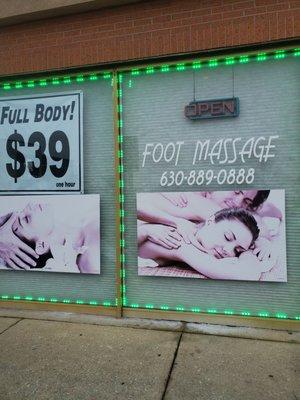 Full Body!
$39
one hour
OPEN
FOOT MASSAGE
630-889-0888